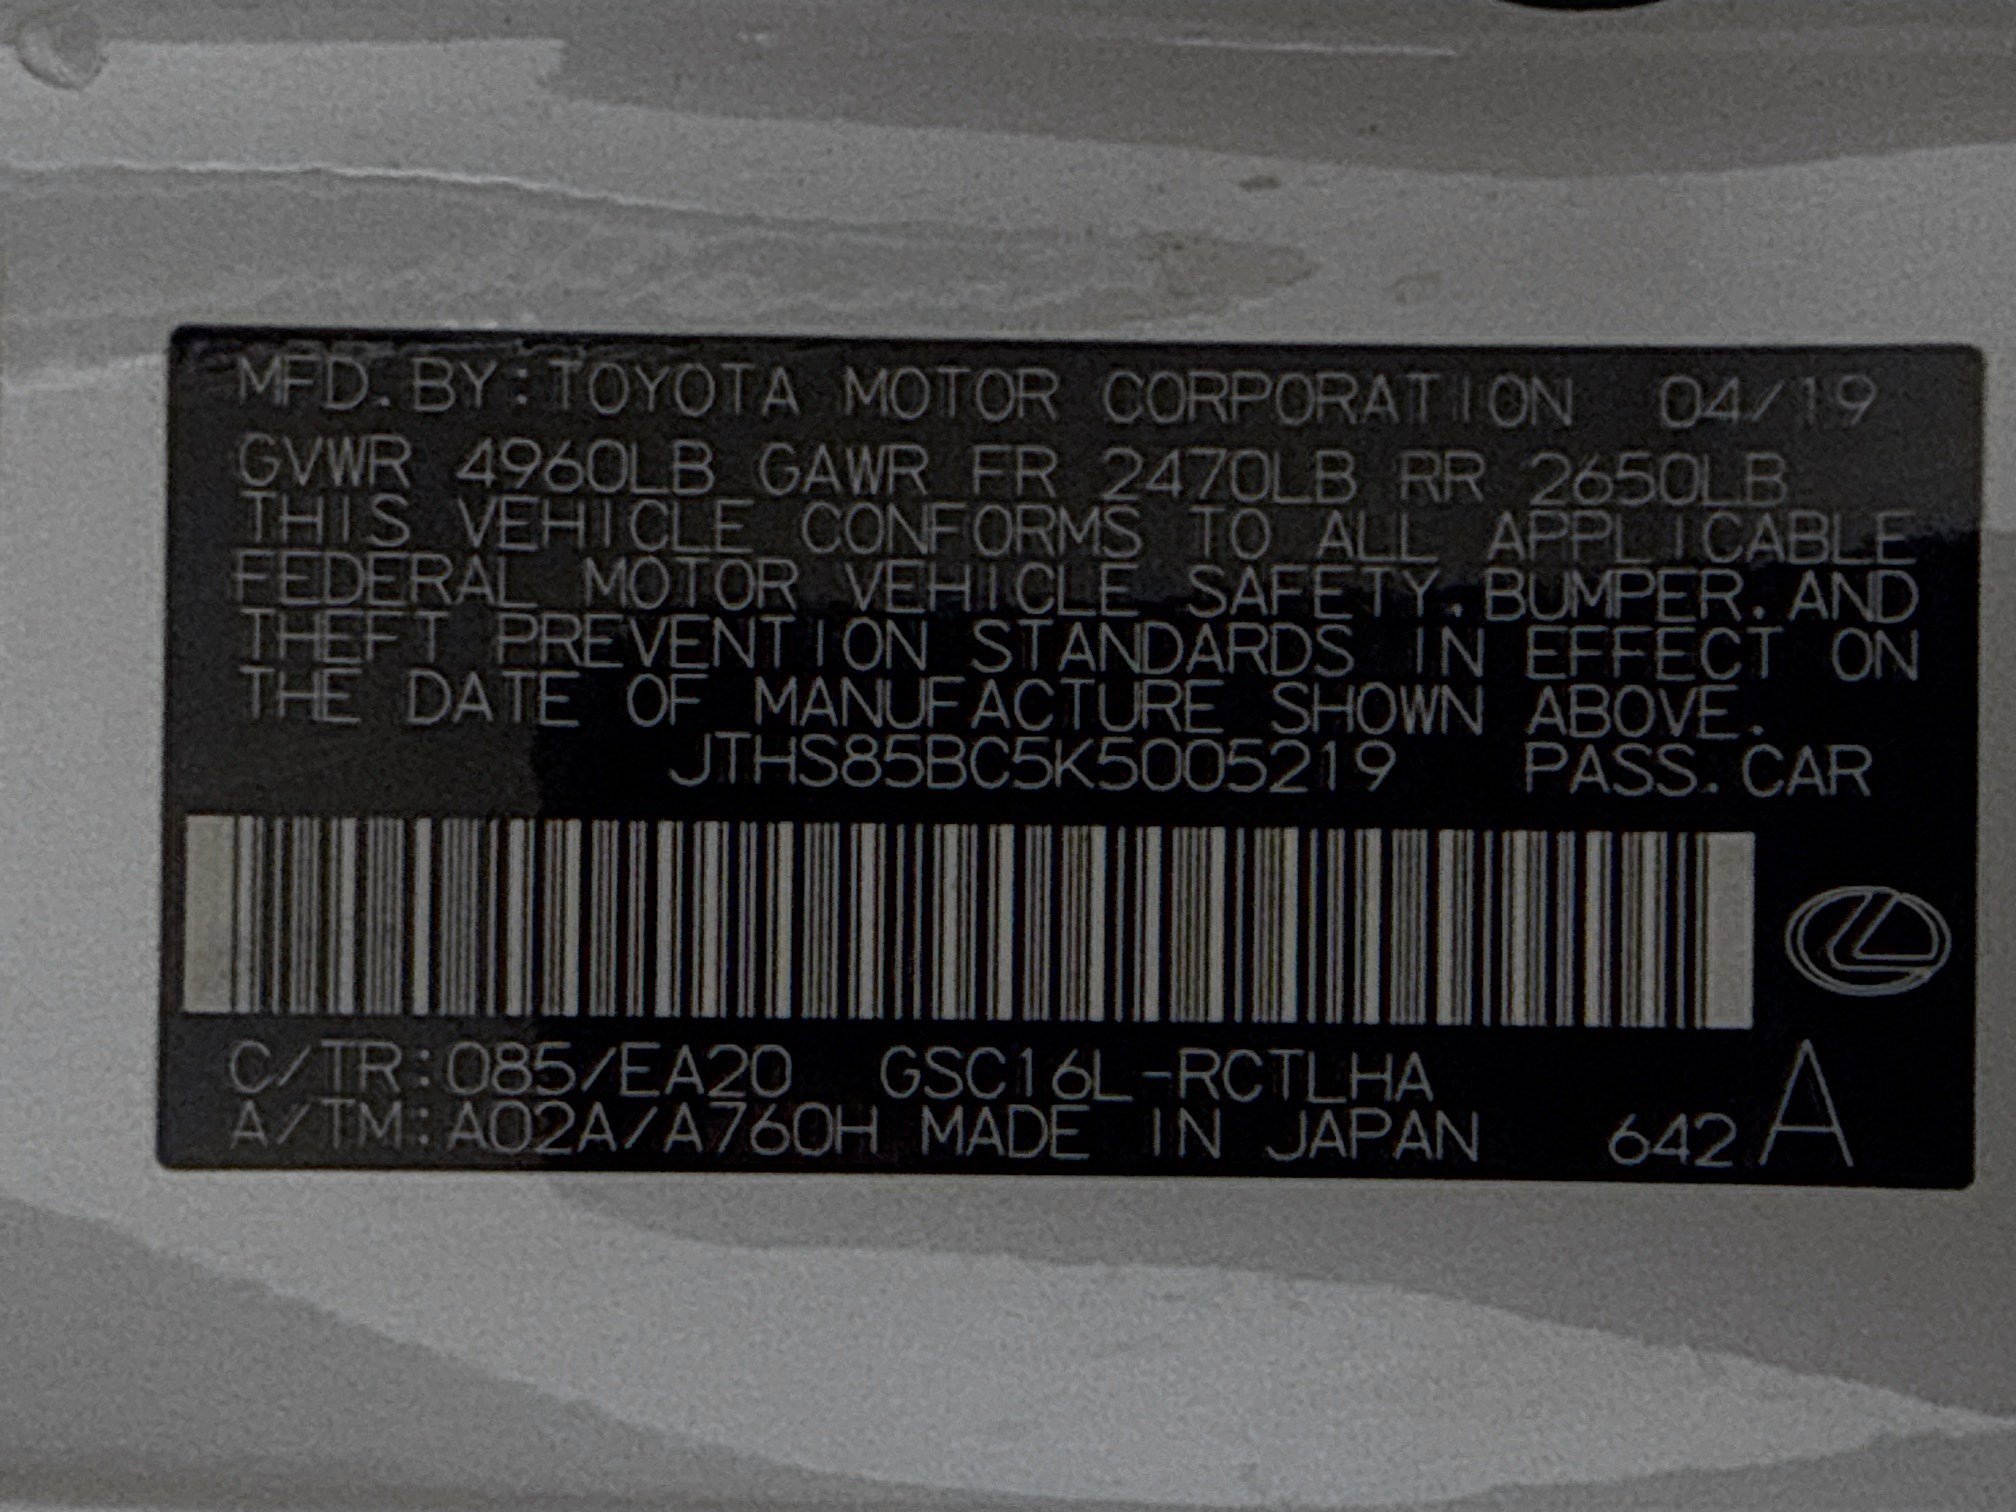 MFD. BY: TOYOTA MOTOR CORPORATION 04/19
GVWR 4960LB GAWR FR 2470LB RR 2650LB
THIS VEHICLE CONFORMS TO ALL APPLICABLE
FEDERAL MOTOR VEHICLE SAFETY. BUMPER. AND
THEFT PREVENTION STANDARDS IN EFFECT ON
THE DATE OF MANUFACTURE SHOWN ABOVE.
JTHS85BC5K5005219 PASS. CAR
C/TR: 085/EA20 GSC16L-RCTLHA
A/TM: A02A/A760H MADE IN JAPAN 642 A